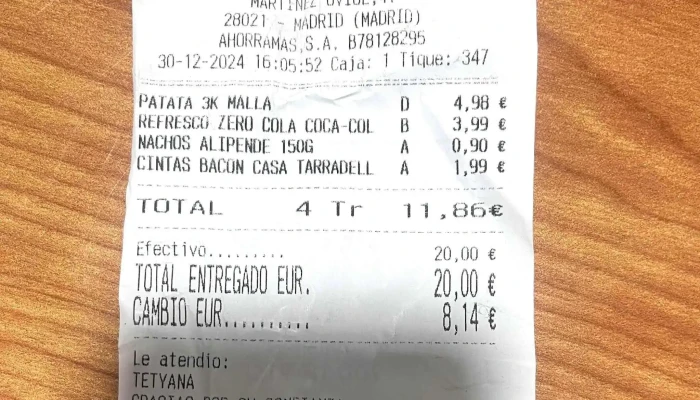 MARTINEZ
28021 - MADRID (MADRID)
AHORRAMAS,S.A. B78128295
30-12-2024 16:05:52 Caja: 1 Tique: 347
PATATA 3K MALLA D 4,98 €
REFRESCO ZERO COLA COCA-COL B 3,99 €
NACHOS ALIPENDE 150G A 0,90 €
CINTAS BACON CASA TARRADELL A 1,99 €
TOTAL 4 Tr 11,86€
Efectivo......... 20,00 €
TOTAL ENTREGADO EUR. 20,00 €
CAMBIO EUR.......... 8,14 €
Le atendio:
TETYANA